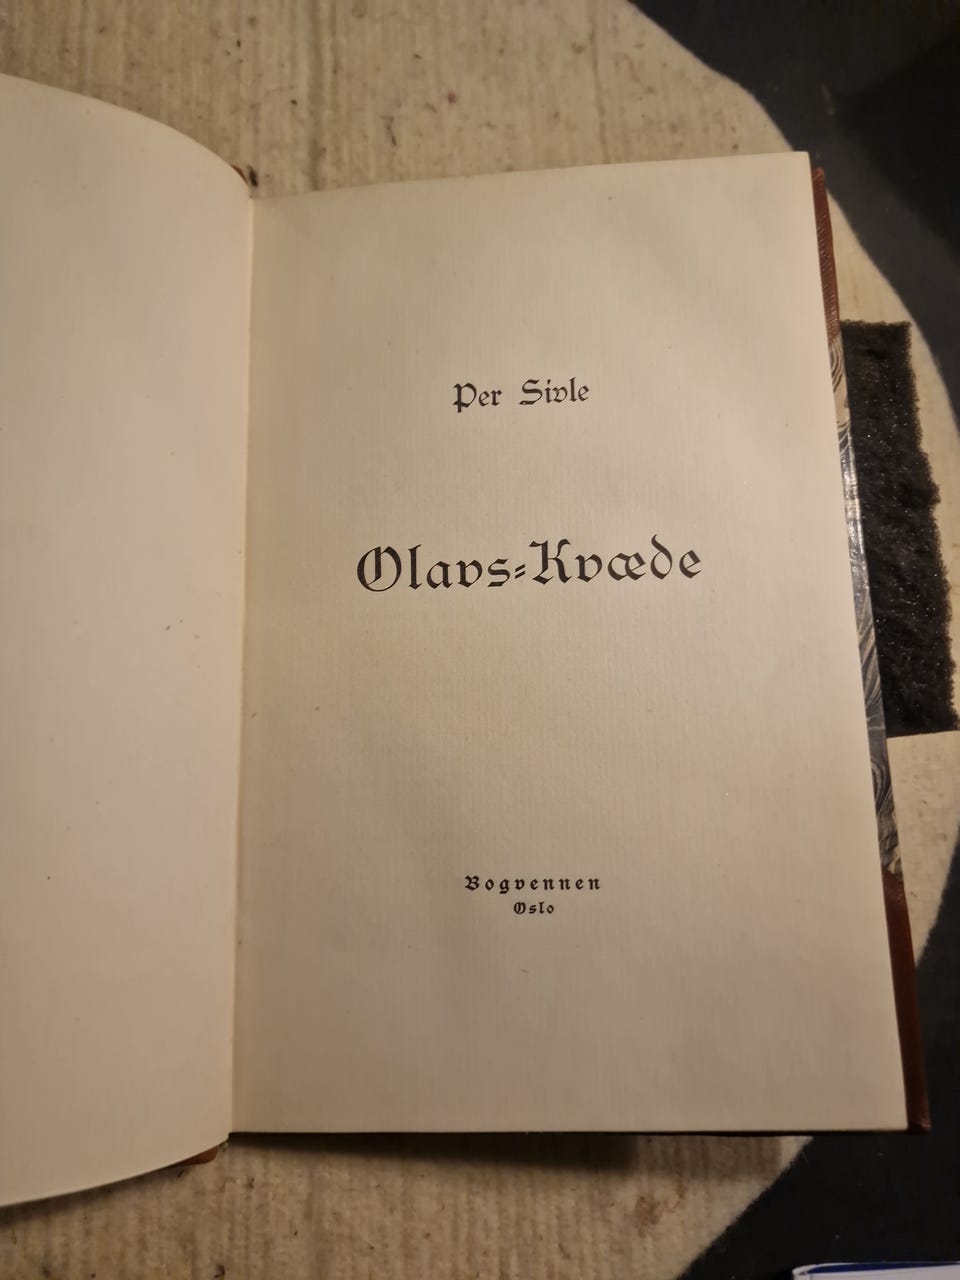 Per Sivle
Olavs-Kvæde
Bogvennen
Oslo